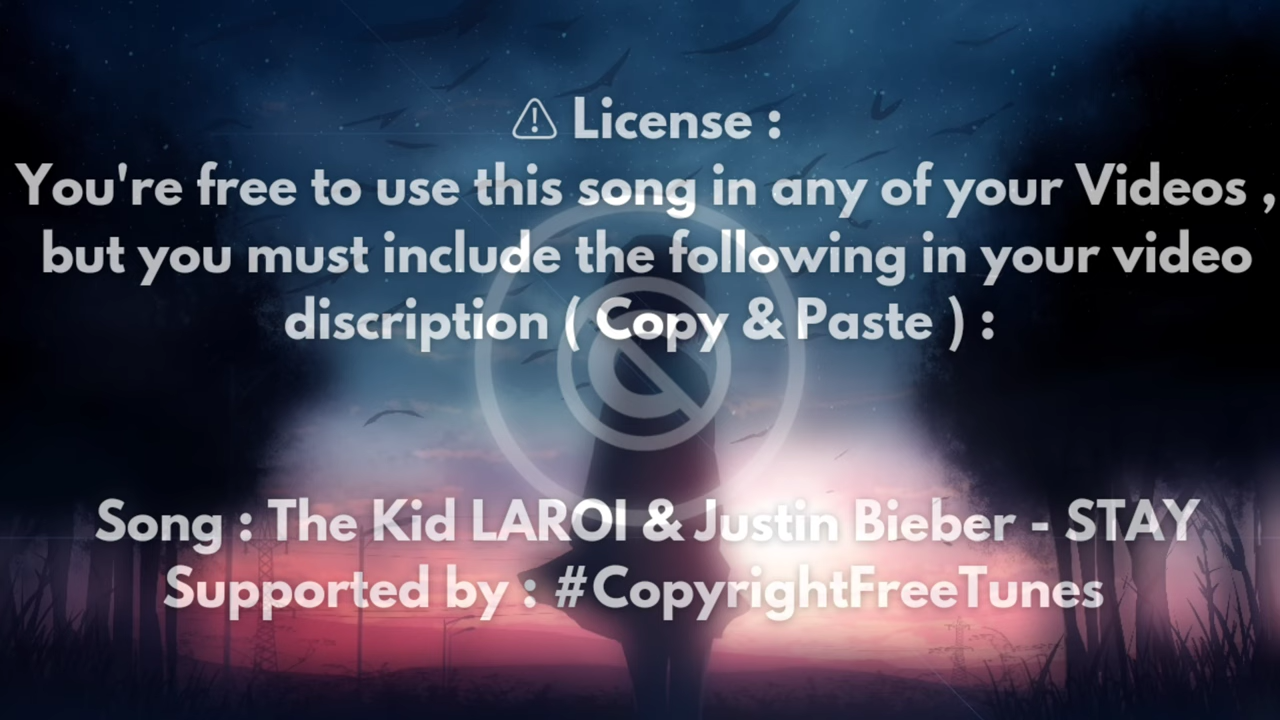 ⚠ License :
You're free to use this song in any of your Videos ,
but you must include the following in your video
discription ( Copy & Paste ) :
Song : The Kid LAROI & Justin Bieber - STAY
Supported by : #CopyrightFreeTunes